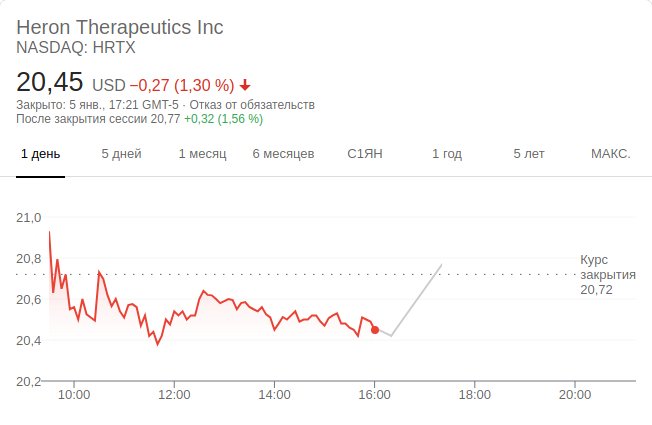 Heron Therapeutics Inc
NASDAQ: HRTX
20,45 USD −0,27 (1,30 %)
Закрыто: 5 янв., 17:21 GMT-5 · Отказ от обязательств
После закрытия сессии 20,77 +0,32 (1,56 %)
1 день 5 дней 1 месяц 6 месяцев С1ЯН 1 год 5 лет МАКС.
21,0
20,8
20,6
20,4
20,2
Курс
закрытия
20,72
10:00 12:00 14:00 16:00 18:00 20:00